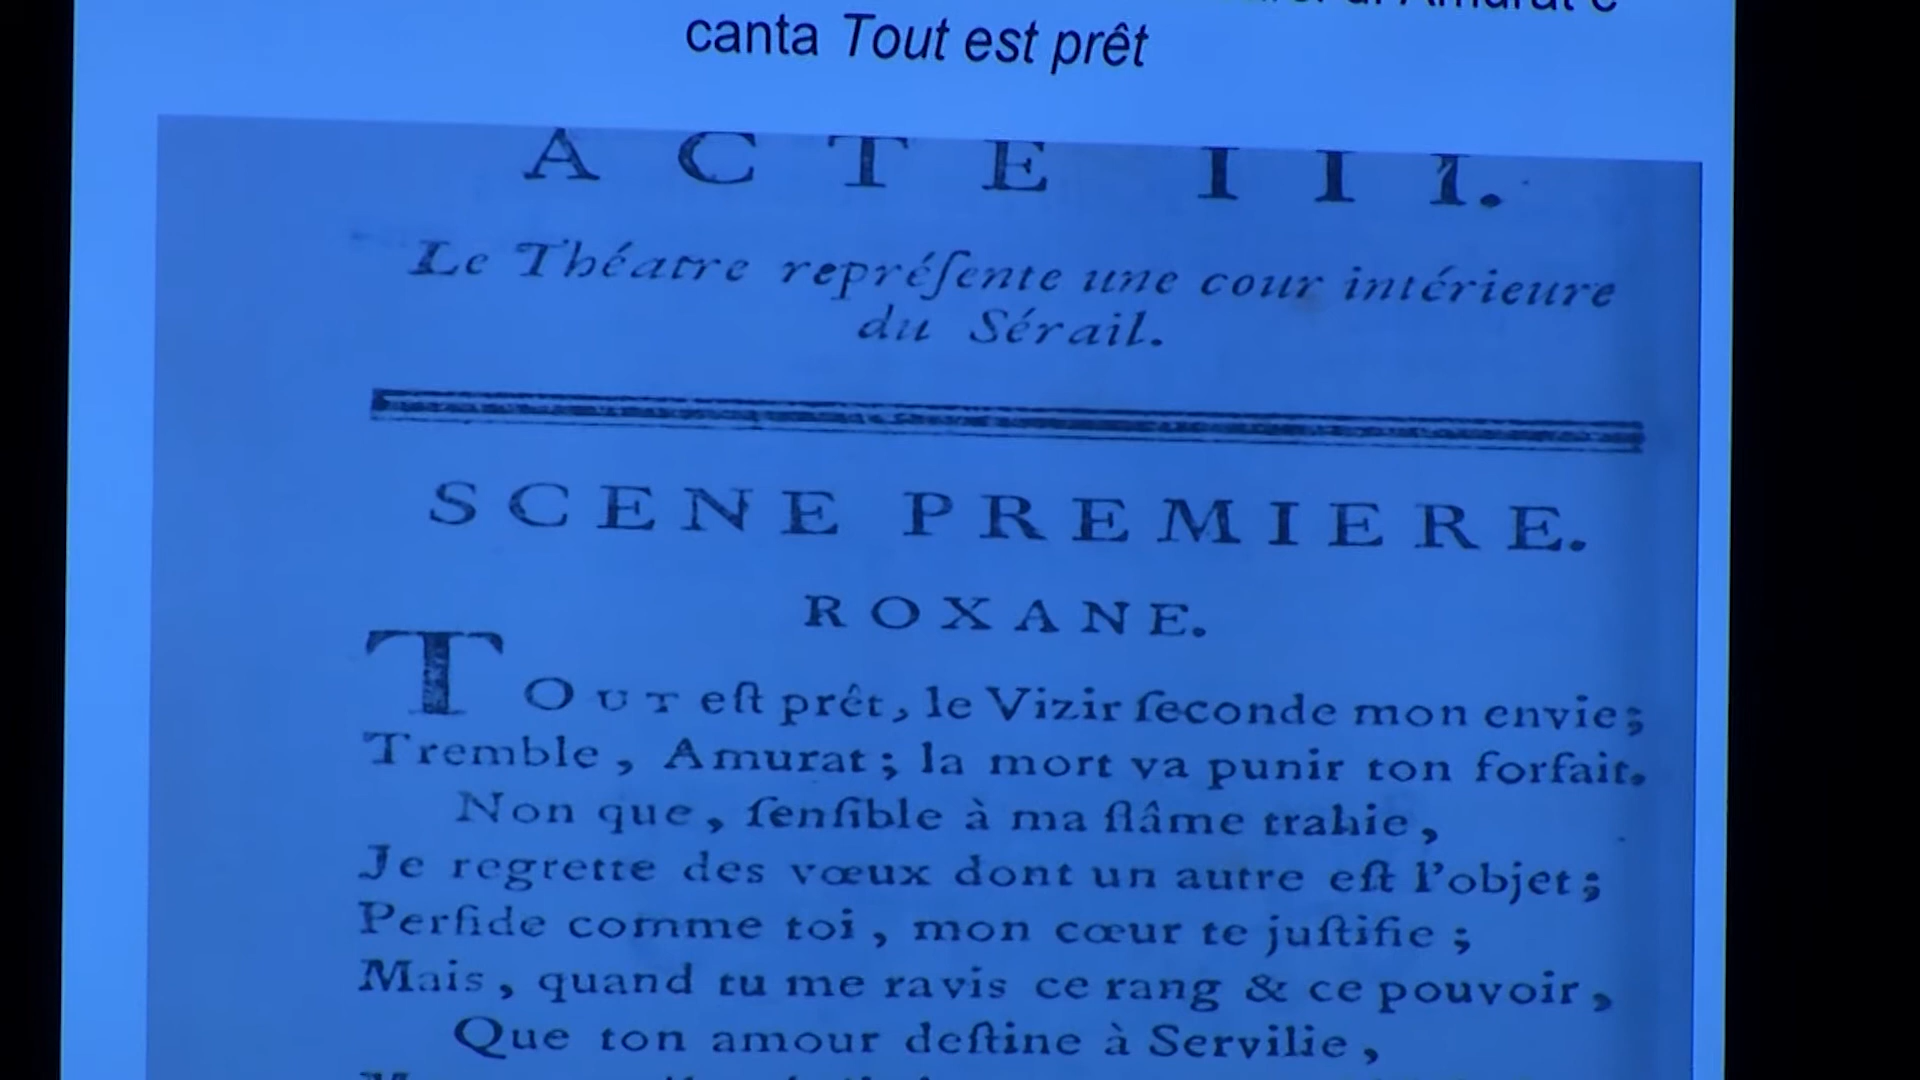 Amurat e
canta Tout est prêt
ACTE III.
Le Théatre repréſente une cour intérieure
du Sérail.
SCENE PREMIERE.
ROXANE.
TOUT eſt prêt, le Vizir ſeconde mon envie;
Tremble, Amurat; la mort va punir ton forfait.
Non que, ſenſible à ma flâme trahie,
Je regrette des vœux dont un autre eſt l'objet;
Perfide comme toi, mon cœur te juſtifie;
Mais, quand tu me ravis ce rang & ce pouvoir,
Que ton amour deſtine à Servilie,